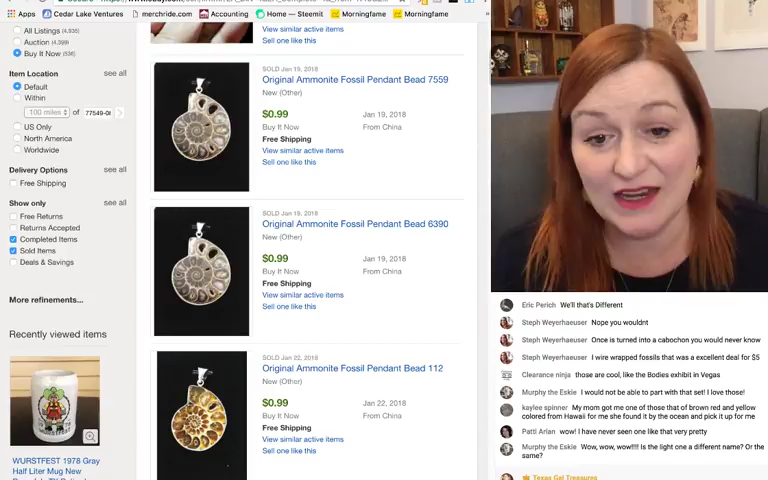 Cedar Lake Ventures
merchride.com
Accounting
Home — Steemit
Morningfame
Morningfame
All Listings (4,935)
Auction (4,399)
Buy It Now (536)
Item Location
see all
Default
Within
100 miles
of
77549-08
US Only
North America
Worldwide
Delivery Options
see all
Free Shipping
Show only
see all
Free Returns
Returns Accepted
Completed Items
Sold Items
Deals & Savings
More refinements...
Recently viewed items
WURSTFEST 1978 Gray
Half Liter Mug New
View similar active items
Sell one like this
SOLD Jan 19, 2018
Original Ammonite Fossil Pendant Bead 7559
New (Other)
$0.99
Jan 19, 2018
Buy It Now
From China
Free Shipping
View similar active items
Sell one like this
SOLD Jan 19, 2018
Original Ammonite Fossil Pendant Bead 6390
New (Other)
$0.99
Jan 19, 2018
Buy It Now
From China
Free Shipping
View similar active items
Sell one like this
SOLD Jan 22, 2018
Original Ammonite Fossil Pendant Bead 112
New (Other)
$0.99
Jan 22, 2018
Buy It Now
From China
Free Shipping
View similar active items
Sell one like this
Eric Perich We'll that's Different
Steph Weyerhaeuser Nope you wouldnt
Steph Weyerhaeuser Once is turned into a cabochon you would never know
Steph Weyerhaeuser I wire wrapped fossils that was a excellent deal for $5
Clearance ninja those are cool, like the Bodies exhibit in Vegas
Murphy the Eskie I would not be able to part with that set! I love those!
kaylee spinner My mom got me one of those that of brown red and yellow
colored from Hawaii for me she found it by the ocean and pick it up for me
Patti Arian wow! I have never seen one like that very pretty
Murphy the Eskie Wow, wow, wow!!!! Is the light one a different name? Or the
same?
Texas Gal Treasures